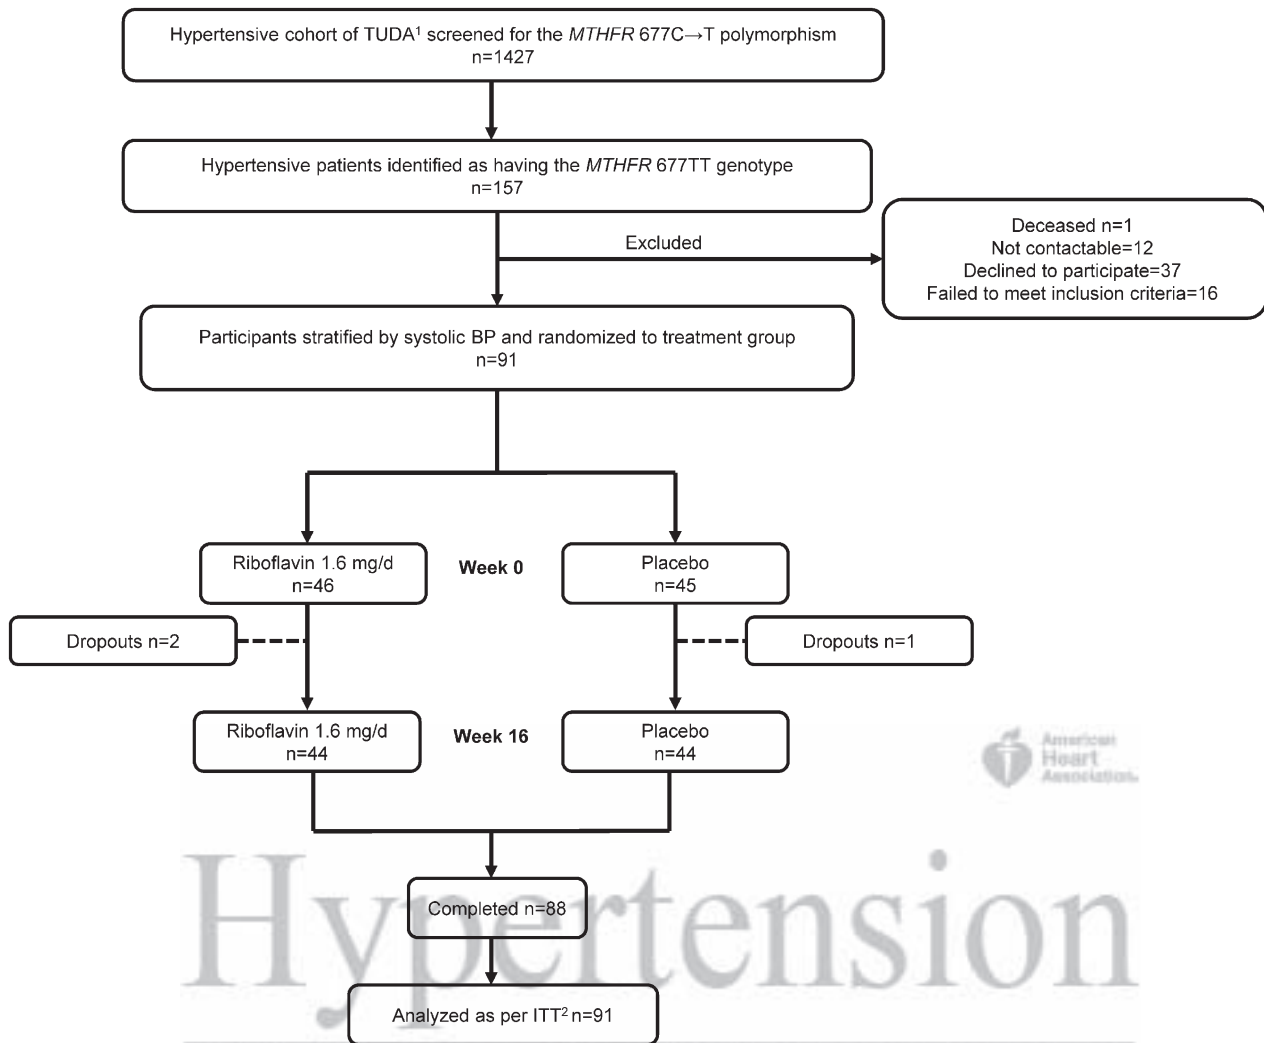 Hypertensive cohort of TUDA¹ screened for the MTHFR 677C→T polymorphism
n=1427
Hypertensive patients identified as having the MTHFR 677TT genotype
n=157
Excluded
Deceased n=1
Not contactable=12
Declined to participate=37
Failed to meet inclusion criteria=16
Participants stratified by systolic BP and randomized to treatment group
n=91
Riboflavin 1.6 mg/d
n=46
Week 0
Placebo
n=45
Dropouts n=2
Dropouts n=1
Riboflavin 1.6 mg/d
n=44
Week 16
Placebo
n=44
American
Heart
Association
Completed n=88
Hypertension
Analyzed as per ITT² n=91